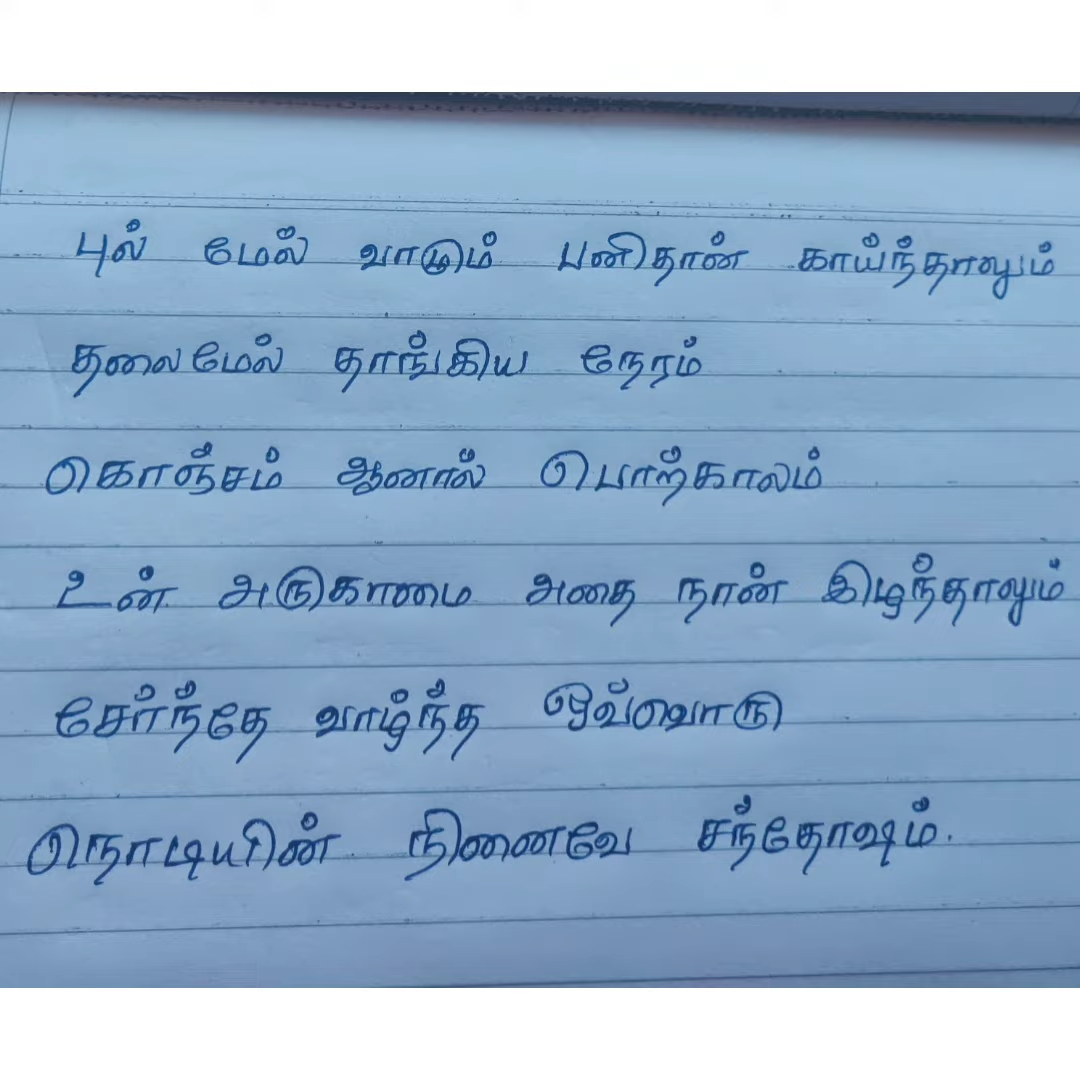 புல் மேல் வாடும் பனிதான் காய்ந்தாலும்
தலைமேல் தாங்கிய நேரம்
கொஞ்சம் ஆனால் பொற்காலம்
உன் அருகாமை அதை நான் இழந்தாலும்
சேர்ந்தே வாழ்ந்த ஒவ்வொரு
நொடியின் நினைவே சந்தோஷம்.